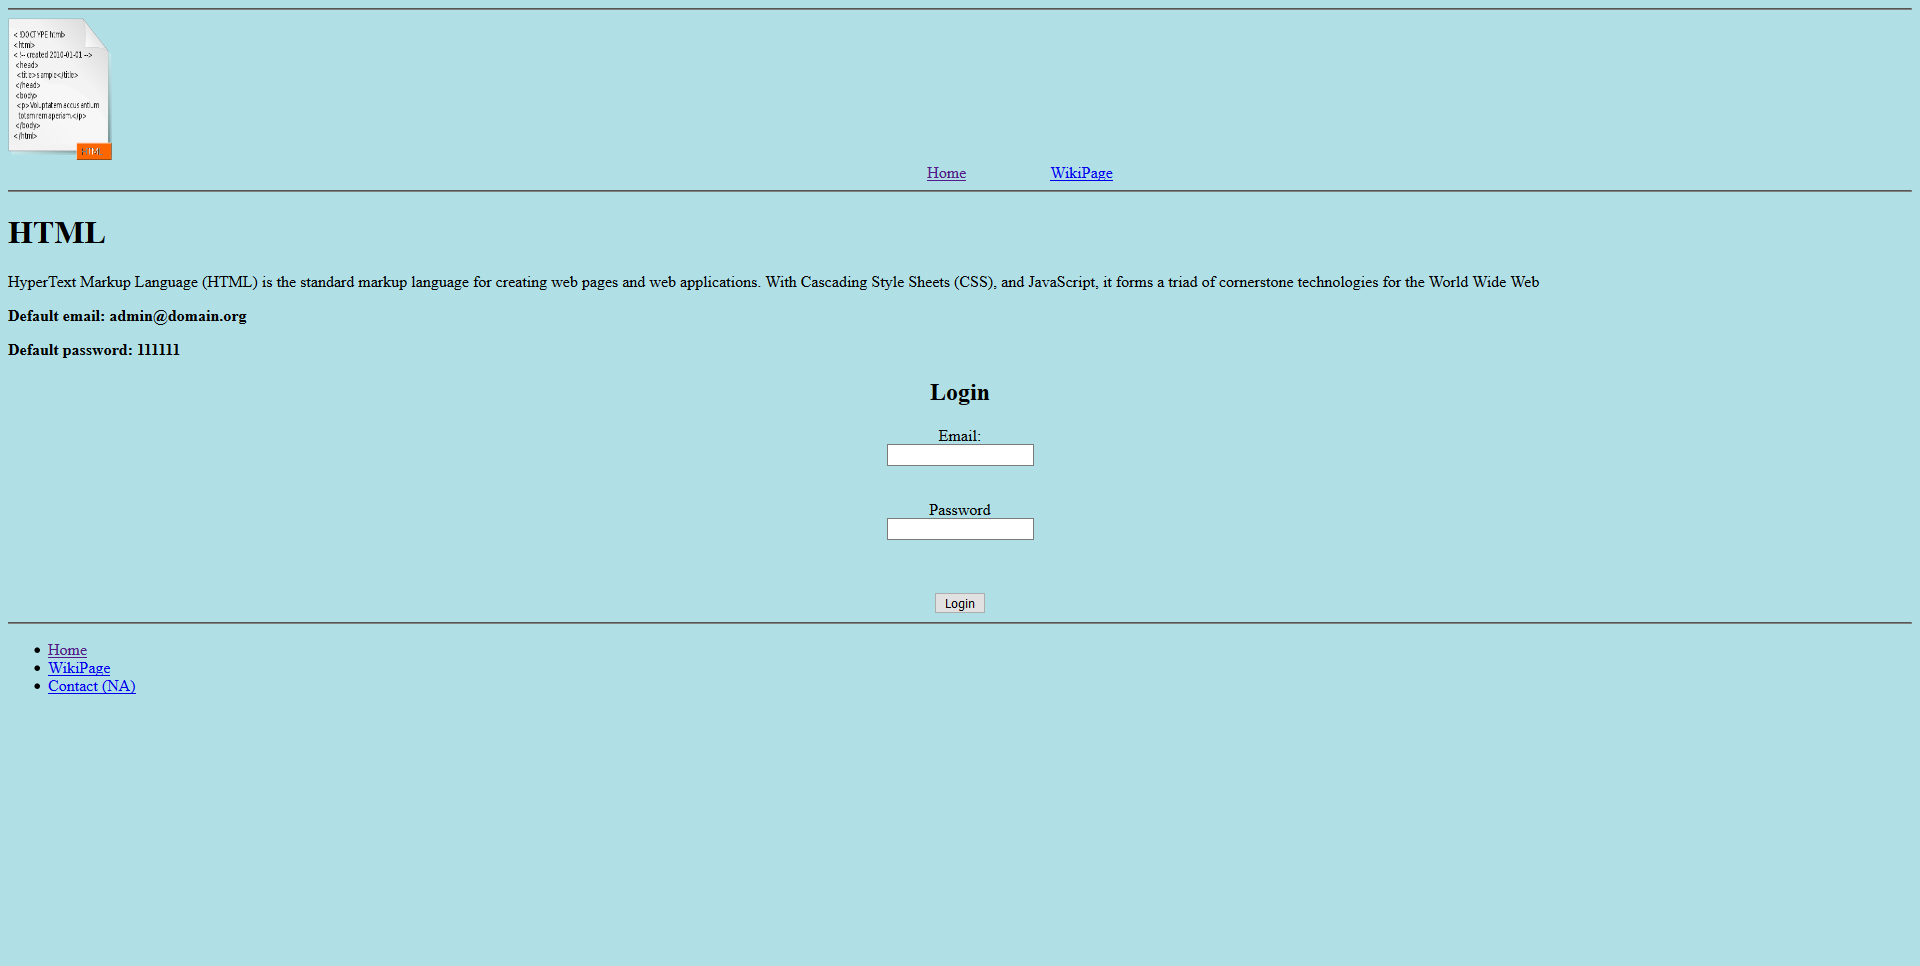 < !DOCTYPE html>
<html>
< !-- created 2010-01-01 -->
<head>
<title>sample</title>
</head>
<body>
<p>Voluptatem accusantium
totam rem aperiam.</p>
</body>
</html>
HTML
Home WikiPage
HTML
HyperText Markup Language (HTML) is the standard markup language for creating web pages and web applications. With Cascading Style Sheets (CSS), and JavaScript, it forms a triad of cornerstone technologies for the World Wide Web
Default email: admin@domain.org
Default password: 111111
Login
Email:
Password
Login
Home
WikiPage
Contact (NA)